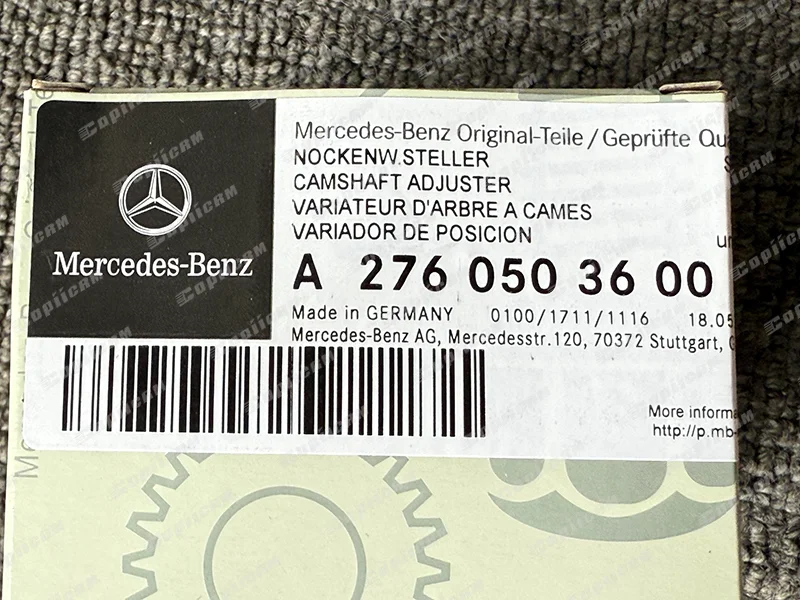 Mercedes-Benz
Mercedes-Benz Original-Teile / Geprüfte
NOCKENW.STELLER
CAMSHAFT ADJUSTER
VARIATEUR D'ARBRE A CAMES
VARIADOR DE POSICION
A 276 050 36 00
Made in GERMANY 0100/1711/1116 18.05
Mercedes-Benz AG, Mercedesstr.120, 70372 Stuttgart,
More informa
http://p.mb-
CopiicAM